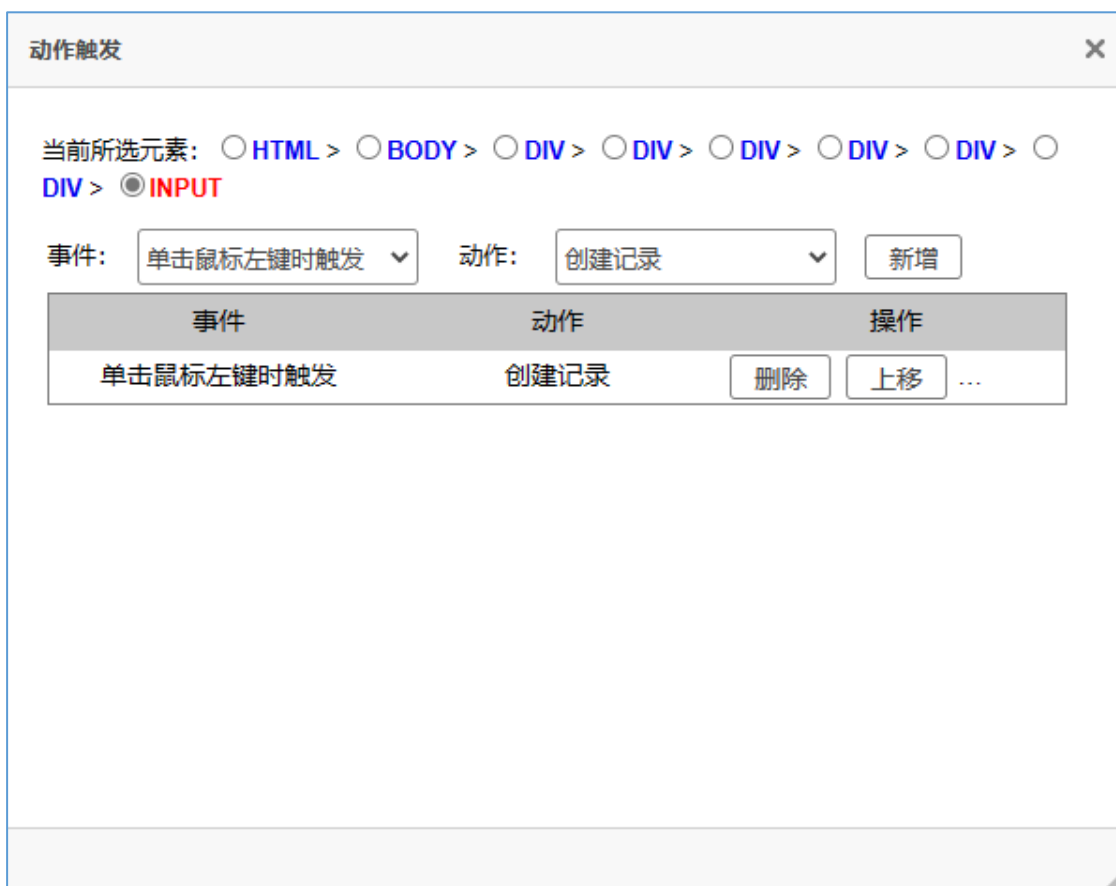 动作触发
当前所选元素: HTML > BODY > DIV > DIV > DIV > DIV > DIV >
DIV > INPUT
事件: 单击鼠标左键时触发 动作: 创建记录 新增
事件 动作 操作
单击鼠标左键时触发 创建记录 删除 上移 ...